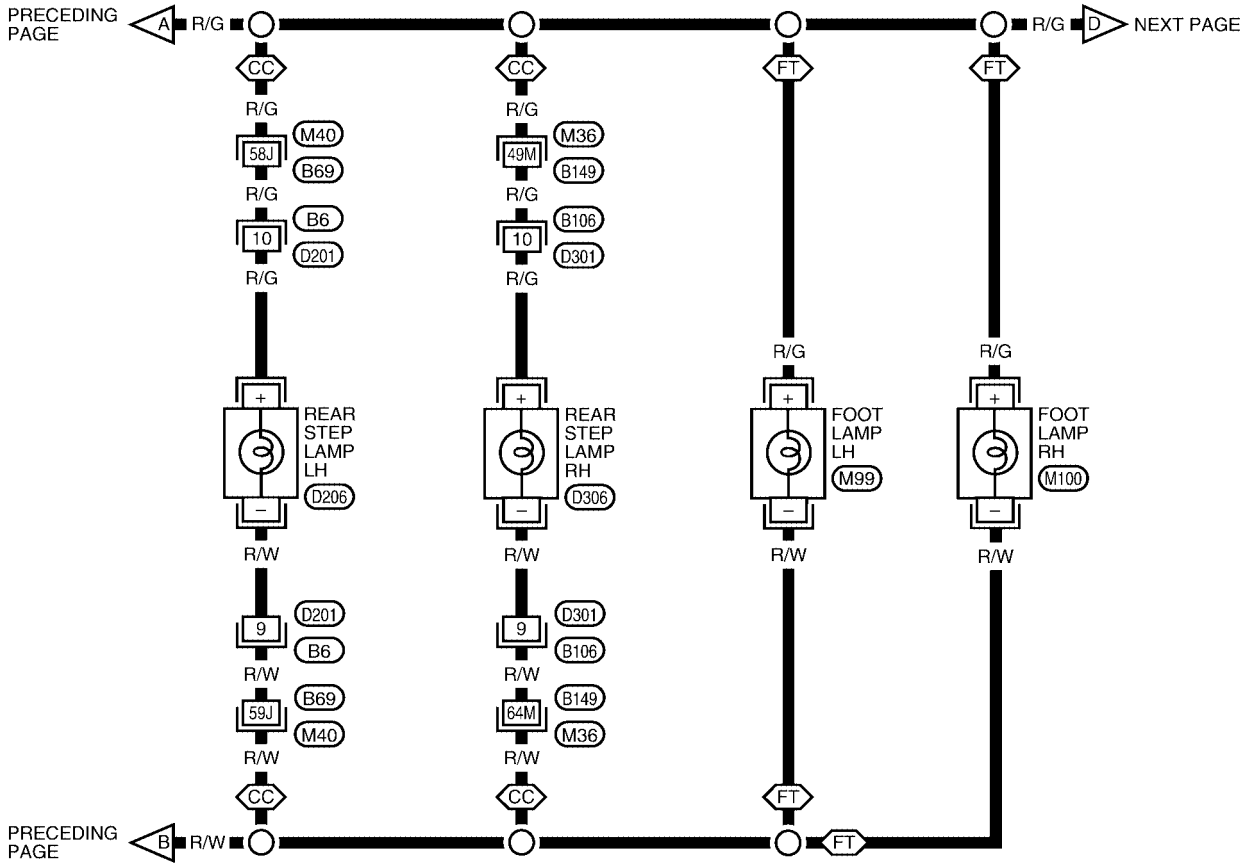 PRECEDING
PAGE
A
R/G
R/G
D
NEXT PAGE
CC
CC
FT
FT
R/G
R/G
58J
M40
B69
49M
M36
B149
R/G
R/G
10
B6
D201
10
B106
D301
R/G
R/G
R/G
R/G
+
+
+
+
REAR
STEP
LAMP
LH
D206
REAR
STEP
LAMP
RH
D306
FOOT
LAMP
LH
M99
FOOT
LAMP
RH
M100
–
–
–
–
R/W
R/W
R/W
R/W
9
D201
B6
9
D301
B106
R/W
R/W
59J
B69
M40
64M
B149
M36
R/W
R/W
CC
CC
FT
PRECEDING
PAGE
B
R/W
FT